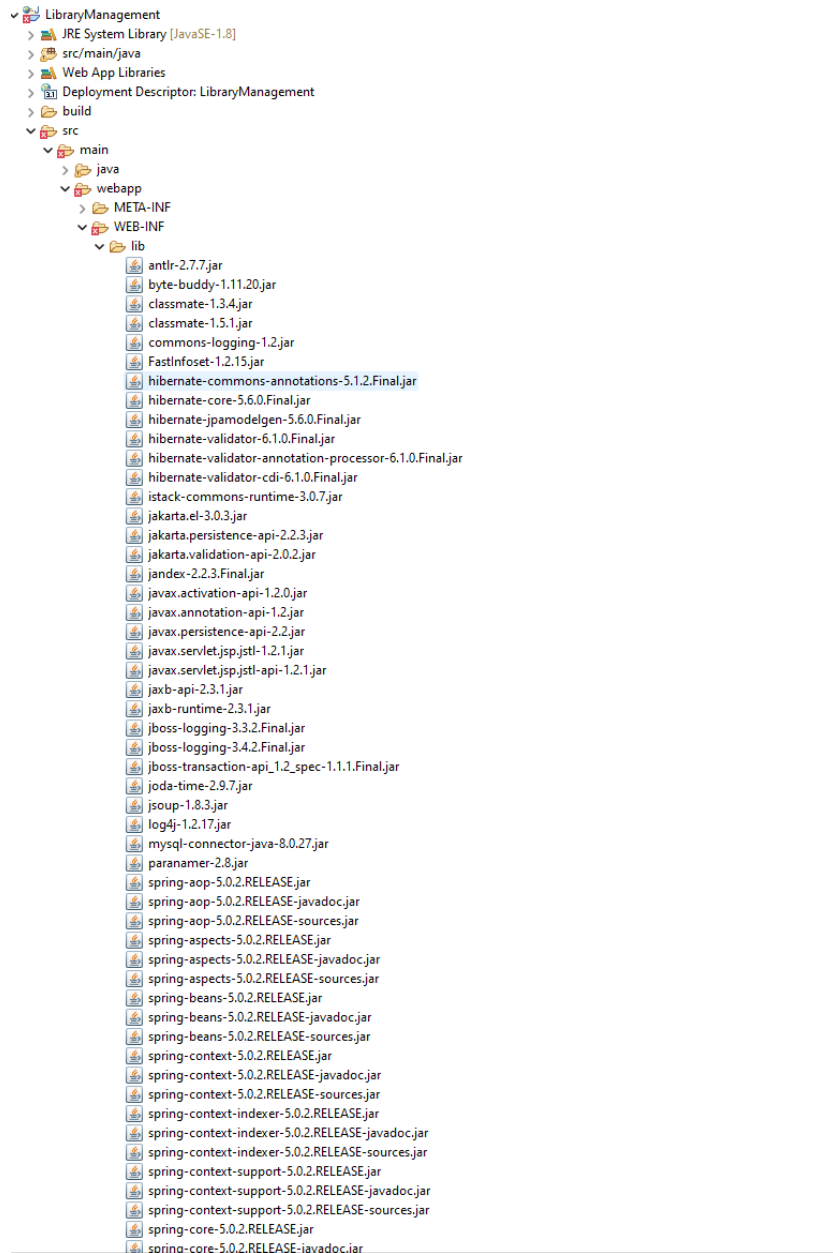 LibraryManagement
JRE System Library [JavaSE-1.8]
src/main/java
Web App Libraries
Deployment Descriptor: LibraryManagement
build
src
main
java
webapp
META-INF
WEB-INF
lib
antlr-2.7.7.jar
byte-buddy-1.11.20.jar
classmate-1.3.4.jar
classmate-1.5.1.jar
commons-logging-1.2.jar
FastInfoset-1.2.15.jar
hibernate-commons-annotations-5.1.2.Final.jar
hibernate-core-5.6.0.Final.jar
hibernate-jpamodelgen-5.6.0.Final.jar
hibernate-validator-6.1.0.Final.jar
hibernate-validator-annotation-processor-6.1.0.Final.jar
hibernate-validator-cdi-6.1.0.Final.jar
istack-commons-runtime-3.0.7.jar
jakarta.el-3.0.3.jar
jakarta.persistence-api-2.2.3.jar
jakarta.validation-api-2.0.2.jar
jandex-2.2.3.Final.jar
javax.activation-api-1.2.0.jar
javax.annotation-api-1.2.jar
javax.persistence-api-2.2.jar
javax.servlet.jsp.jstl-1.2.1.jar
javax.servlet.jsp.jstl-api-1.2.1.jar
jaxb-api-2.3.1.jar
jaxb-runtime-2.3.1.jar
jboss-logging-3.3.2.Final.jar
jboss-logging-3.4.2.Final.jar
jboss-transaction-api_1.2_spec-1.1.1.Final.jar
joda-time-2.9.7.jar
jsoup-1.8.3.jar
log4j-1.2.17.jar
mysql-connector-java-8.0.27.jar
paranamer-2.8.jar
spring-aop-5.0.2.RELEASE.jar
spring-aop-5.0.2.RELEASE-javadoc.jar
spring-aop-5.0.2.RELEASE-sources.jar
spring-aspects-5.0.2.RELEASE.jar
spring-aspects-5.0.2.RELEASE-javadoc.jar
spring-aspects-5.0.2.RELEASE-sources.jar
spring-beans-5.0.2.RELEASE.jar
spring-beans-5.0.2.RELEASE-javadoc.jar
spring-beans-5.0.2.RELEASE-sources.jar
spring-context-5.0.2.RELEASE.jar
spring-context-5.0.2.RELEASE-javadoc.jar
spring-context-5.0.2.RELEASE-sources.jar
spring-context-indexer-5.0.2.RELEASE.jar
spring-context-indexer-5.0.2.RELEASE-javadoc.jar
spring-context-indexer-5.0.2.RELEASE-sources.jar
spring-context-support-5.0.2.RELEASE.jar
spring-context-support-5.0.2.RELEASE-javadoc.jar
spring-context-support-5.0.2.RELEASE-sources.jar
spring-core-5.0.2.RELEASE.jar
spring-core-5.0.2.RELEASE-javadoc.jar